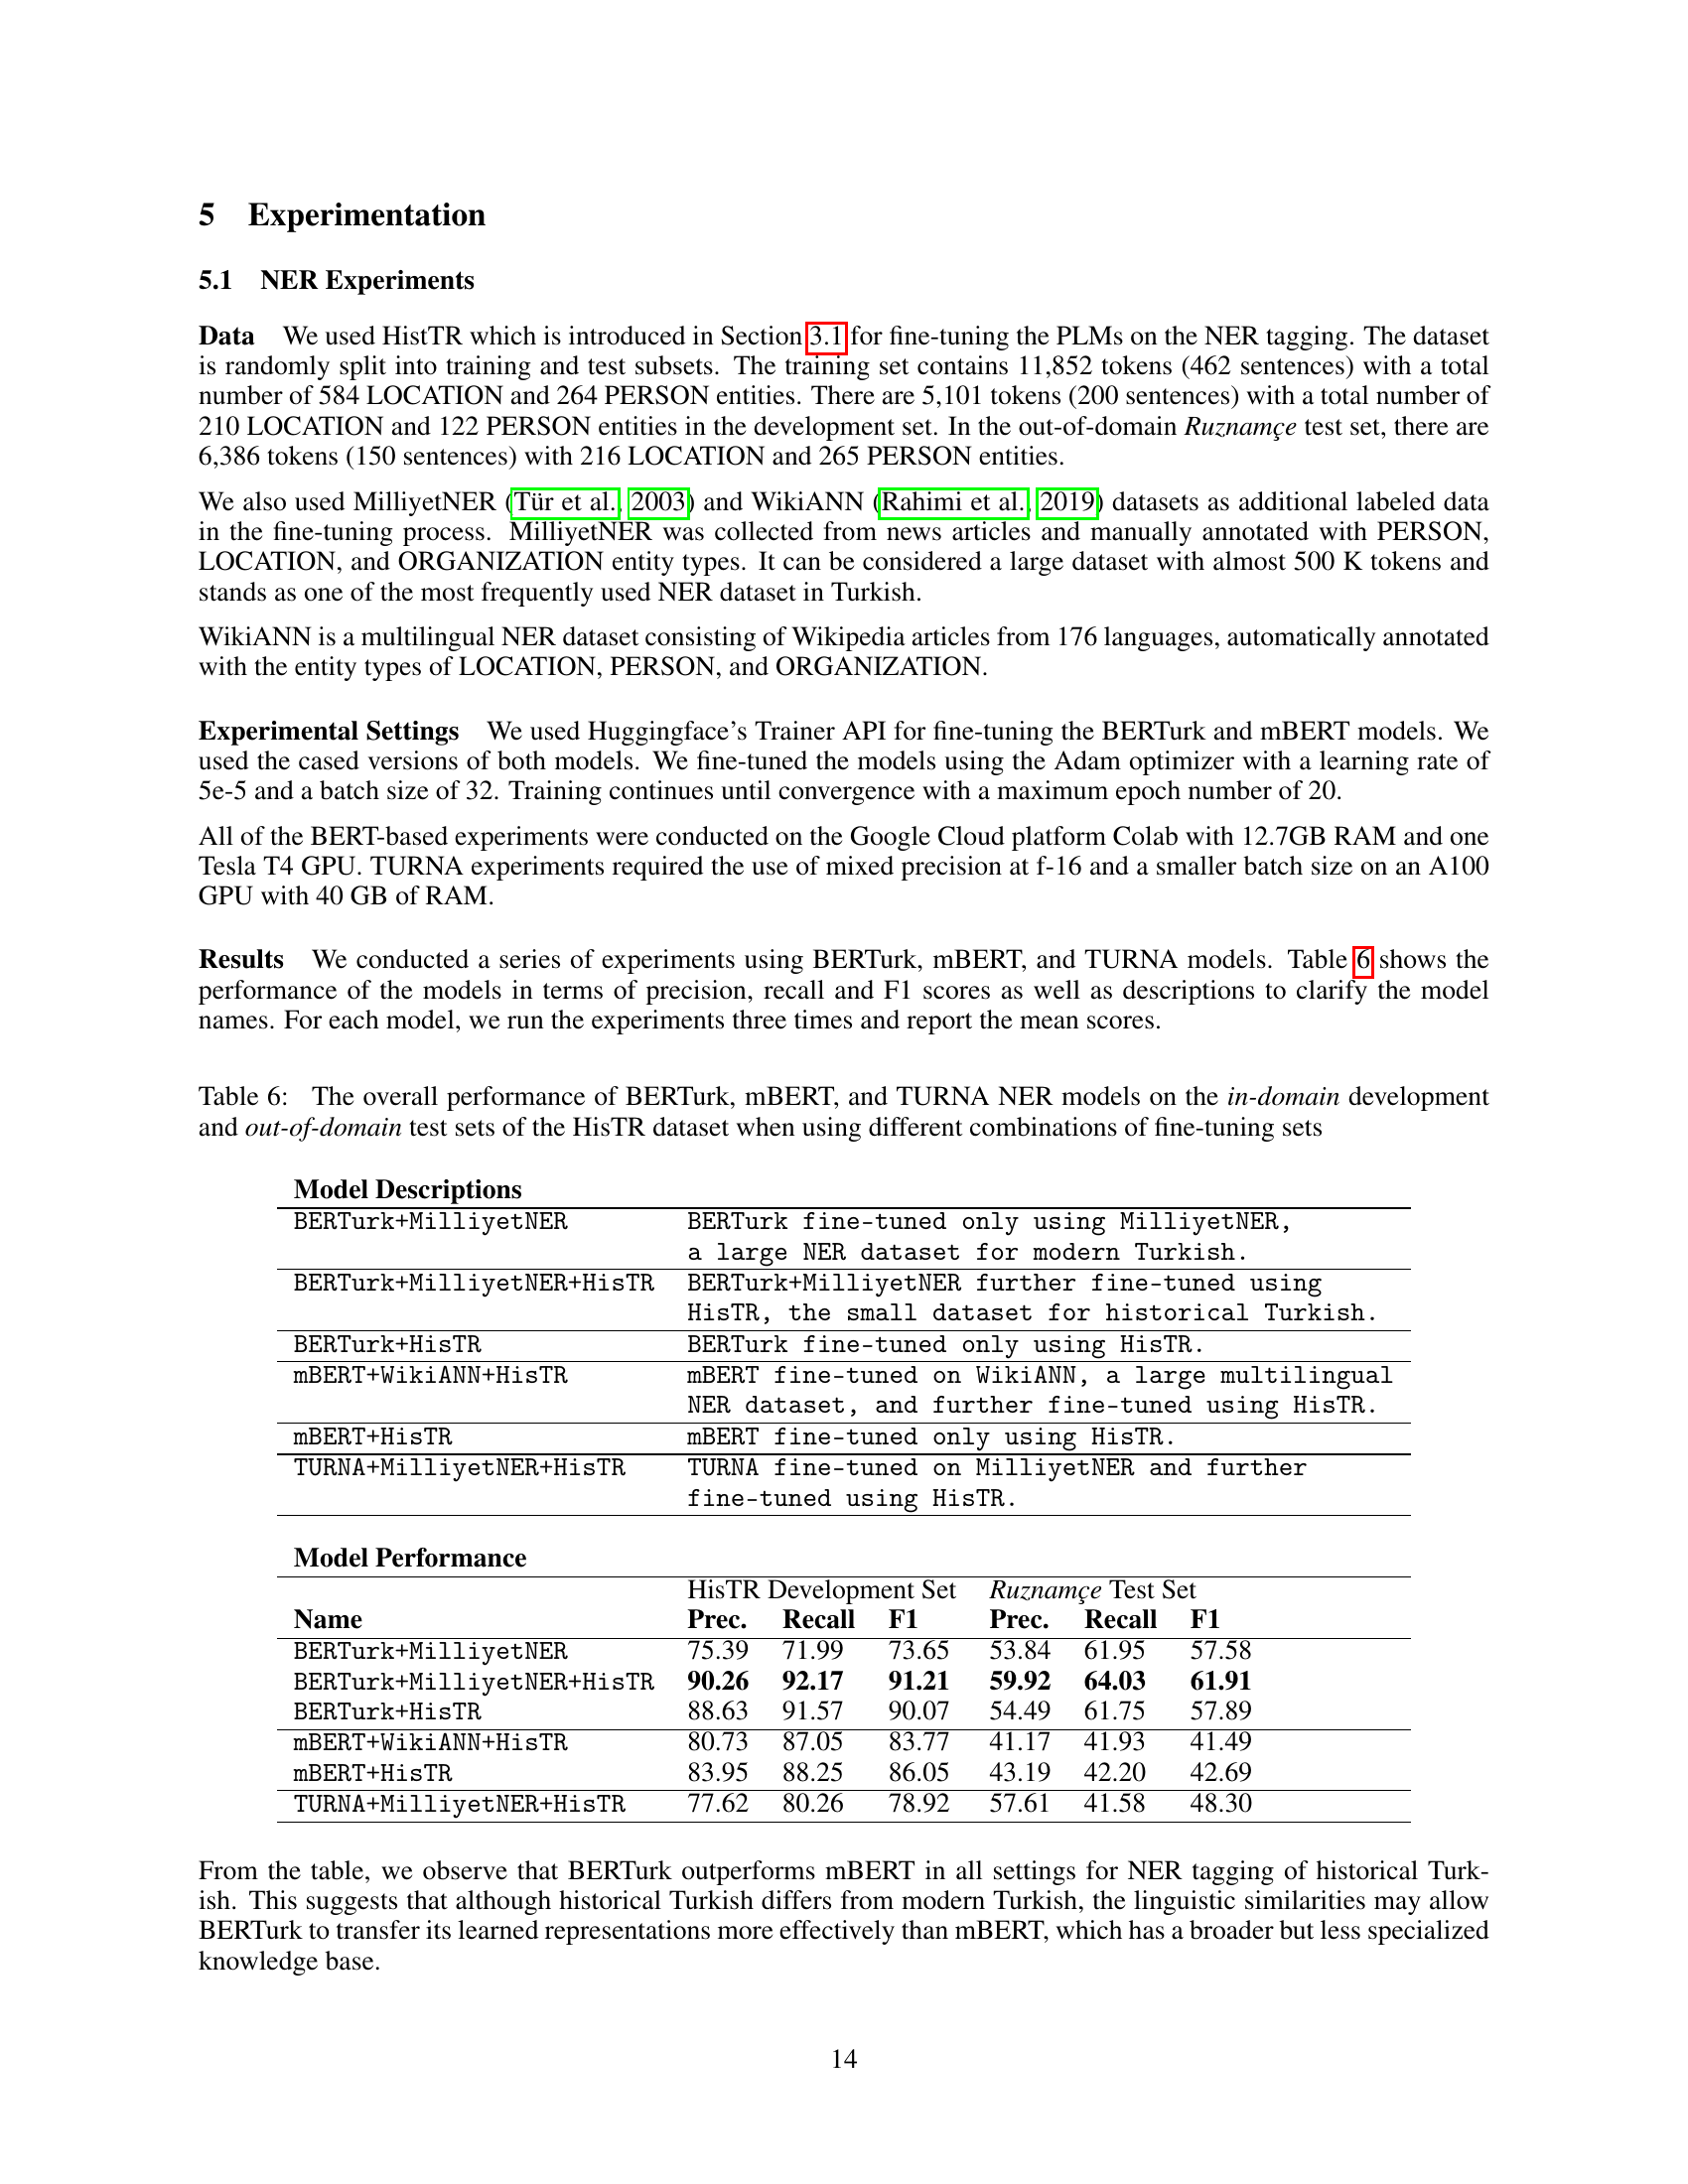 5 Experimentation
5.1 NER Experiments
Data We used HistTR which is introduced in Section 3.1 for fine-tuning the PLMs on the NER tagging. The dataset
is randomly split into training and test subsets. The training set contains 11,852 tokens (462 sentences) with a total
number of 584 LOCATION and 264 PERSON entities. There are 5,101 tokens (200 sentences) with a total number of
210 LOCATION and 122 PERSON entities in the development set. In the out-of-domain Ruznamçe test set, there are
6,386 tokens (150 sentences) with 216 LOCATION and 265 PERSON entities.
We also used MilliyetNER (Tür et al., 2003) and WikiANN (Rahimi et al., 2019) datasets as additional labeled data
in the fine-tuning process. MilliyetNER was collected from news articles and manually annotated with PERSON,
LOCATION, and ORGANIZATION entity types. It can be considered a large dataset with almost 500 K tokens and
stands as one of the most frequently used NER dataset in Turkish.
WikiANN is a multilingual NER dataset consisting of Wikipedia articles from 176 languages, automatically annotated
with the entity types of LOCATION, PERSON, and ORGANIZATION.
Experimental Settings We used Huggingface's Trainer API for fine-tuning the BERTurk and mBERT models. We
used the cased versions of both models. We fine-tuned the models using the Adam optimizer with a learning rate of
5e-5 and a batch size of 32. Training continues until convergence with a maximum epoch number of 20.
All of the BERT-based experiments were conducted on the Google Cloud platform Colab with 12.7GB RAM and one
Tesla T4 GPU. TURNA experiments required the use of mixed precision at f-16 and a smaller batch size on an A100
GPU with 40 GB of RAM.
Results We conducted a series of experiments using BERTurk, mBERT, and TURNA models. Table 6 shows the
performance of the models in terms of precision, recall and F1 scores as well as descriptions to clarify the model
names. For each model, we run the experiments three times and report the mean scores.
Table 6: The overall performance of BERTurk, mBERT, and TURNA NER models on the in-domain development
and out-of-domain test sets of the HisTR dataset when using different combinations of fine-tuning sets
Model Descriptions
BERTurk+MilliyetNER BERTurk fine-tuned only using MilliyetNER,
a large NER dataset for modern Turkish.
BERTurk+MilliyetNER+HisTR BERTurk+MilliyetNER further fine-tuned using
HisTR, the small dataset for historical Turkish.
BERTurk+HisTR BERTurk fine-tuned only using HisTR.
mBERT+WikiANN+HisTR mBERT fine-tuned on WikiANN, a large multilingual
NER dataset, and further fine-tuned using HisTR.
mBERT+HisTR mBERT fine-tuned only using HisTR.
TURNA+MilliyetNER+HisTR TURNA fine-tuned on MilliyetNER and further
fine-tuned using HisTR.
Model Performance
HisTR Development Set Ruznamçe Test Set
Name Prec. Recall F1 Prec. Recall F1
BERTurk+MilliyetNER 75.39 71.99 73.65 53.84 61.95 57.58
BERTurk+MilliyetNER+HisTR 90.26 92.17 91.21 59.92 64.03 61.91
BERTurk+HisTR 88.63 91.57 90.07 54.49 61.75 57.89
mBERT+WikiANN+HisTR 80.73 87.05 83.77 41.17 41.93 41.49
mBERT+HisTR 83.95 88.25 86.05 43.19 42.20 42.69
TURNA+MilliyetNER+HisTR 77.62 80.26 78.92 57.61 41.58 48.30
From the table, we observe that BERTurk outperforms mBERT in all settings for NER tagging of historical Turk-
ish. This suggests that although historical Turkish differs from modern Turkish, the linguistic similarities may allow
BERTurk to transfer its learned representations more effectively than mBERT, which has a broader but less specialized
knowledge base.
14